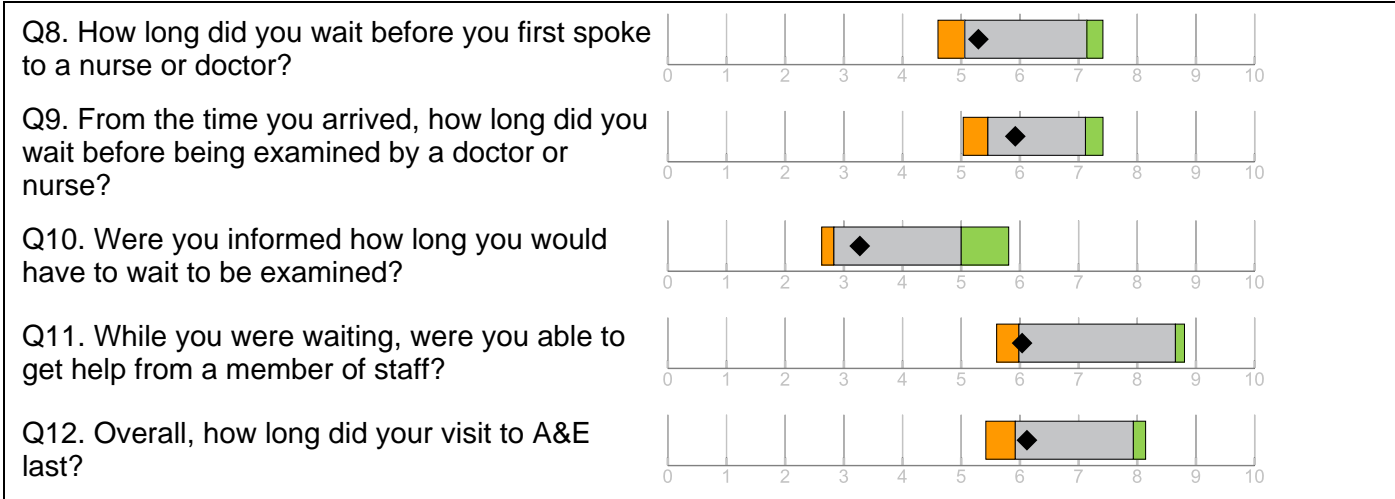 Q8. How long did you wait before you first spoke
to a nurse or doctor?
0 1 2 3 4 5 6 7 8 9 10
Q9. From the time you arrived, how long did you
wait before being examined by a doctor or
nurse?
0 1 2 3 4 5 6 7 8 9 10
Q10. Were you informed how long you would
have to wait to be examined?
0 1 2 3 4 5 6 7 8 9 10
Q11. While you were waiting, were you able to
get help from a member of staff?
0 1 2 3 4 5 6 7 8 9 10
Q12. Overall, how long did your visit to A&E
last?
0 1 2 3 4 5 6 7 8 9 10